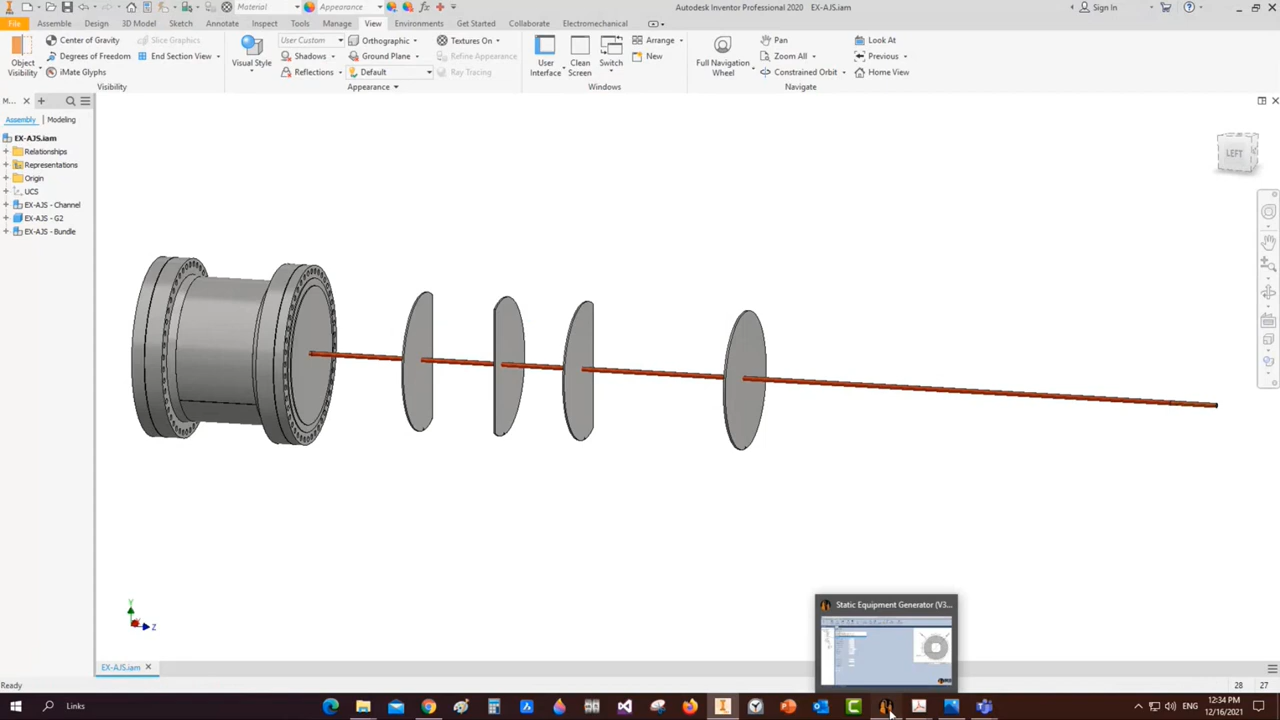 Material
Appearance
Autodesk Inventor Professional 2020 EX-AJS.iam
Sign In
File
Assemble
Design
3D Model
Sketch
Annotate
Inspect
Tools
Manage
View
Environments
Get Started
Collaborate
Electromechanical
Object
Visibility
Center of Gravity
Degrees of Freedom
iMate Glyphs
Slice Graphics
End Section View
Visibility
Visual Style
User Custom
Shadows
Reflections
Orthographic
Ground Plane
Default
Textures On
Refine Appearance
Ray Tracing
Appearance
User
Interface
Clean
Screen
Switch
Arrange
New
Windows
Full Navigation
Wheel
Pan
Zoom All
Constrained Orbit
Look At
Previous
Home View
Navigate
M...
Assembly
Modeling
EX-AJS.iam
Relationships
Representations
Origin
UCS
EX-AJS - Channel
EX-AJS - G2
EX-AJS - Bundle
LEFT
Y
Z
Static Equipment Generator (V3...
EX-AJS.iam
Ready
28
27
Links
12:34 PM
12/16/2021